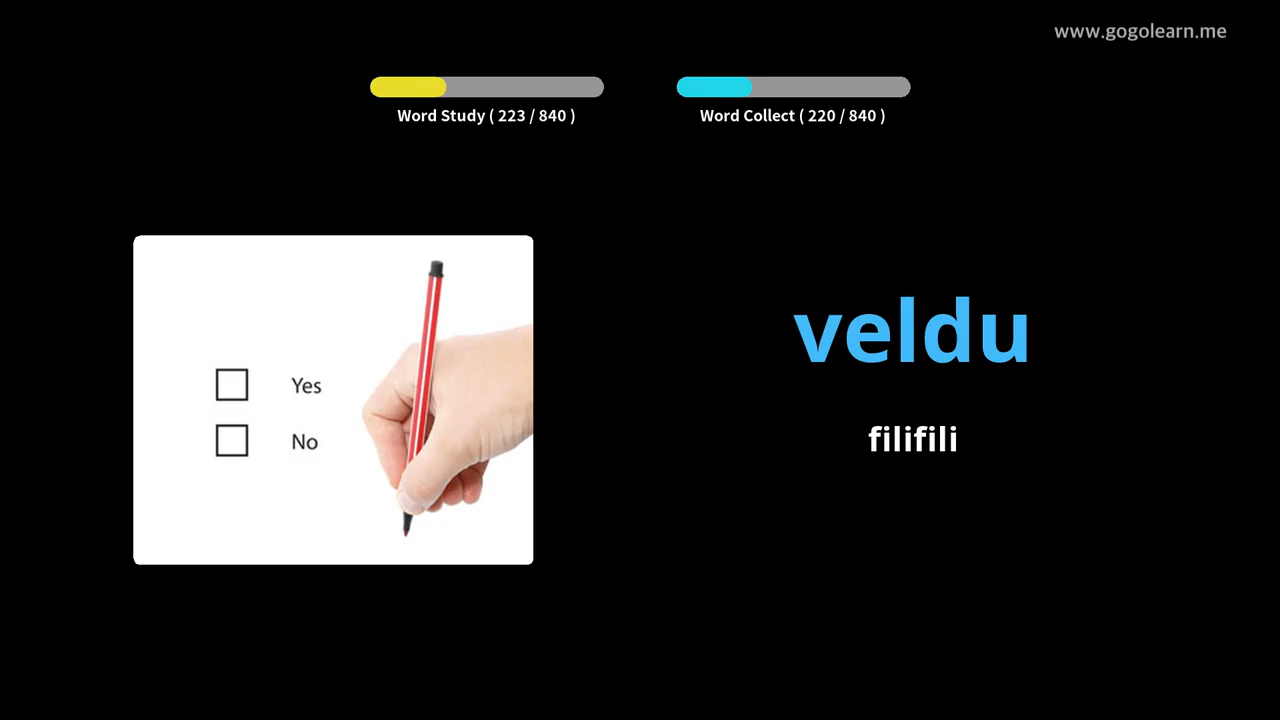 www.gogolearn.me
Word Study ( 223 / 840 )
Word Collect ( 220 / 840 )
Yes
No
veldu
filifili